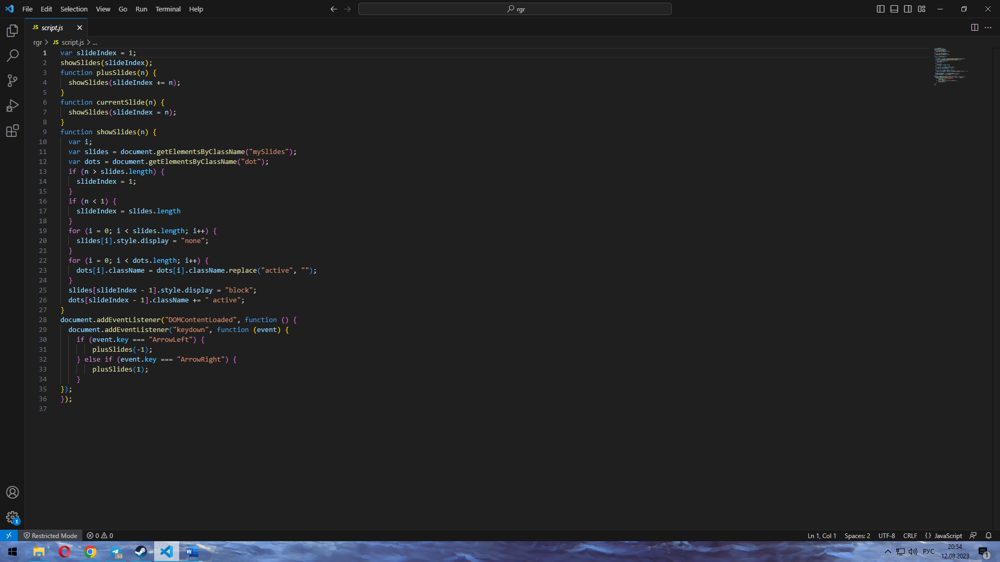 File Edit Selection View Go Run Terminal Help
rgr
JS script.js
rgr > JS script.js > ...
1 var slideIndex = 1;
2 showSlides(slideIndex);
3 function plusSlides(n) {
4 showSlides(slideIndex += n);
5 }
6 function currentSlide(n) {
7 showSlides(slideIndex = n);
8 }
9 function showSlides(n) {
10 var i;
11 var slides = document.getElementsByClassName("mySlides");
12 var dots = document.getElementsByClassName("dot");
13 if (n > slides.length) {
14 slideIndex = 1;
15 }
16 if (n < 1) {
17 slideIndex = slides.length
18 }
19 for (i = 0; i < slides.length; i++) {
20 slides[i].style.display = "none";
21 }
22 for (i = 0; i < dots.length; i++) {
23 dots[i].className = dots[i].className.replace("active", "");
24 }
25 slides[slideIndex - 1].style.display = "block";
26 dots[slideIndex - 1].className += " active";
27 }
28 document.addEventListener("DOMContentLoaded", function () {
29 document.addEventListener("keydown", function (event) {
30 if (event.key === "ArrowLeft") {
31 plusSlides(-1);
32 } else if (event.key === "ArrowRight") {
33 plusSlides(1);
34 }
35 });
36 });
37
1
Restricted Mode 0 0
Ln 1, Col 1 Spaces: 2 UTF-8 CRLF {} JavaScript
93
W
РУС
20:54
12.08.2023
1